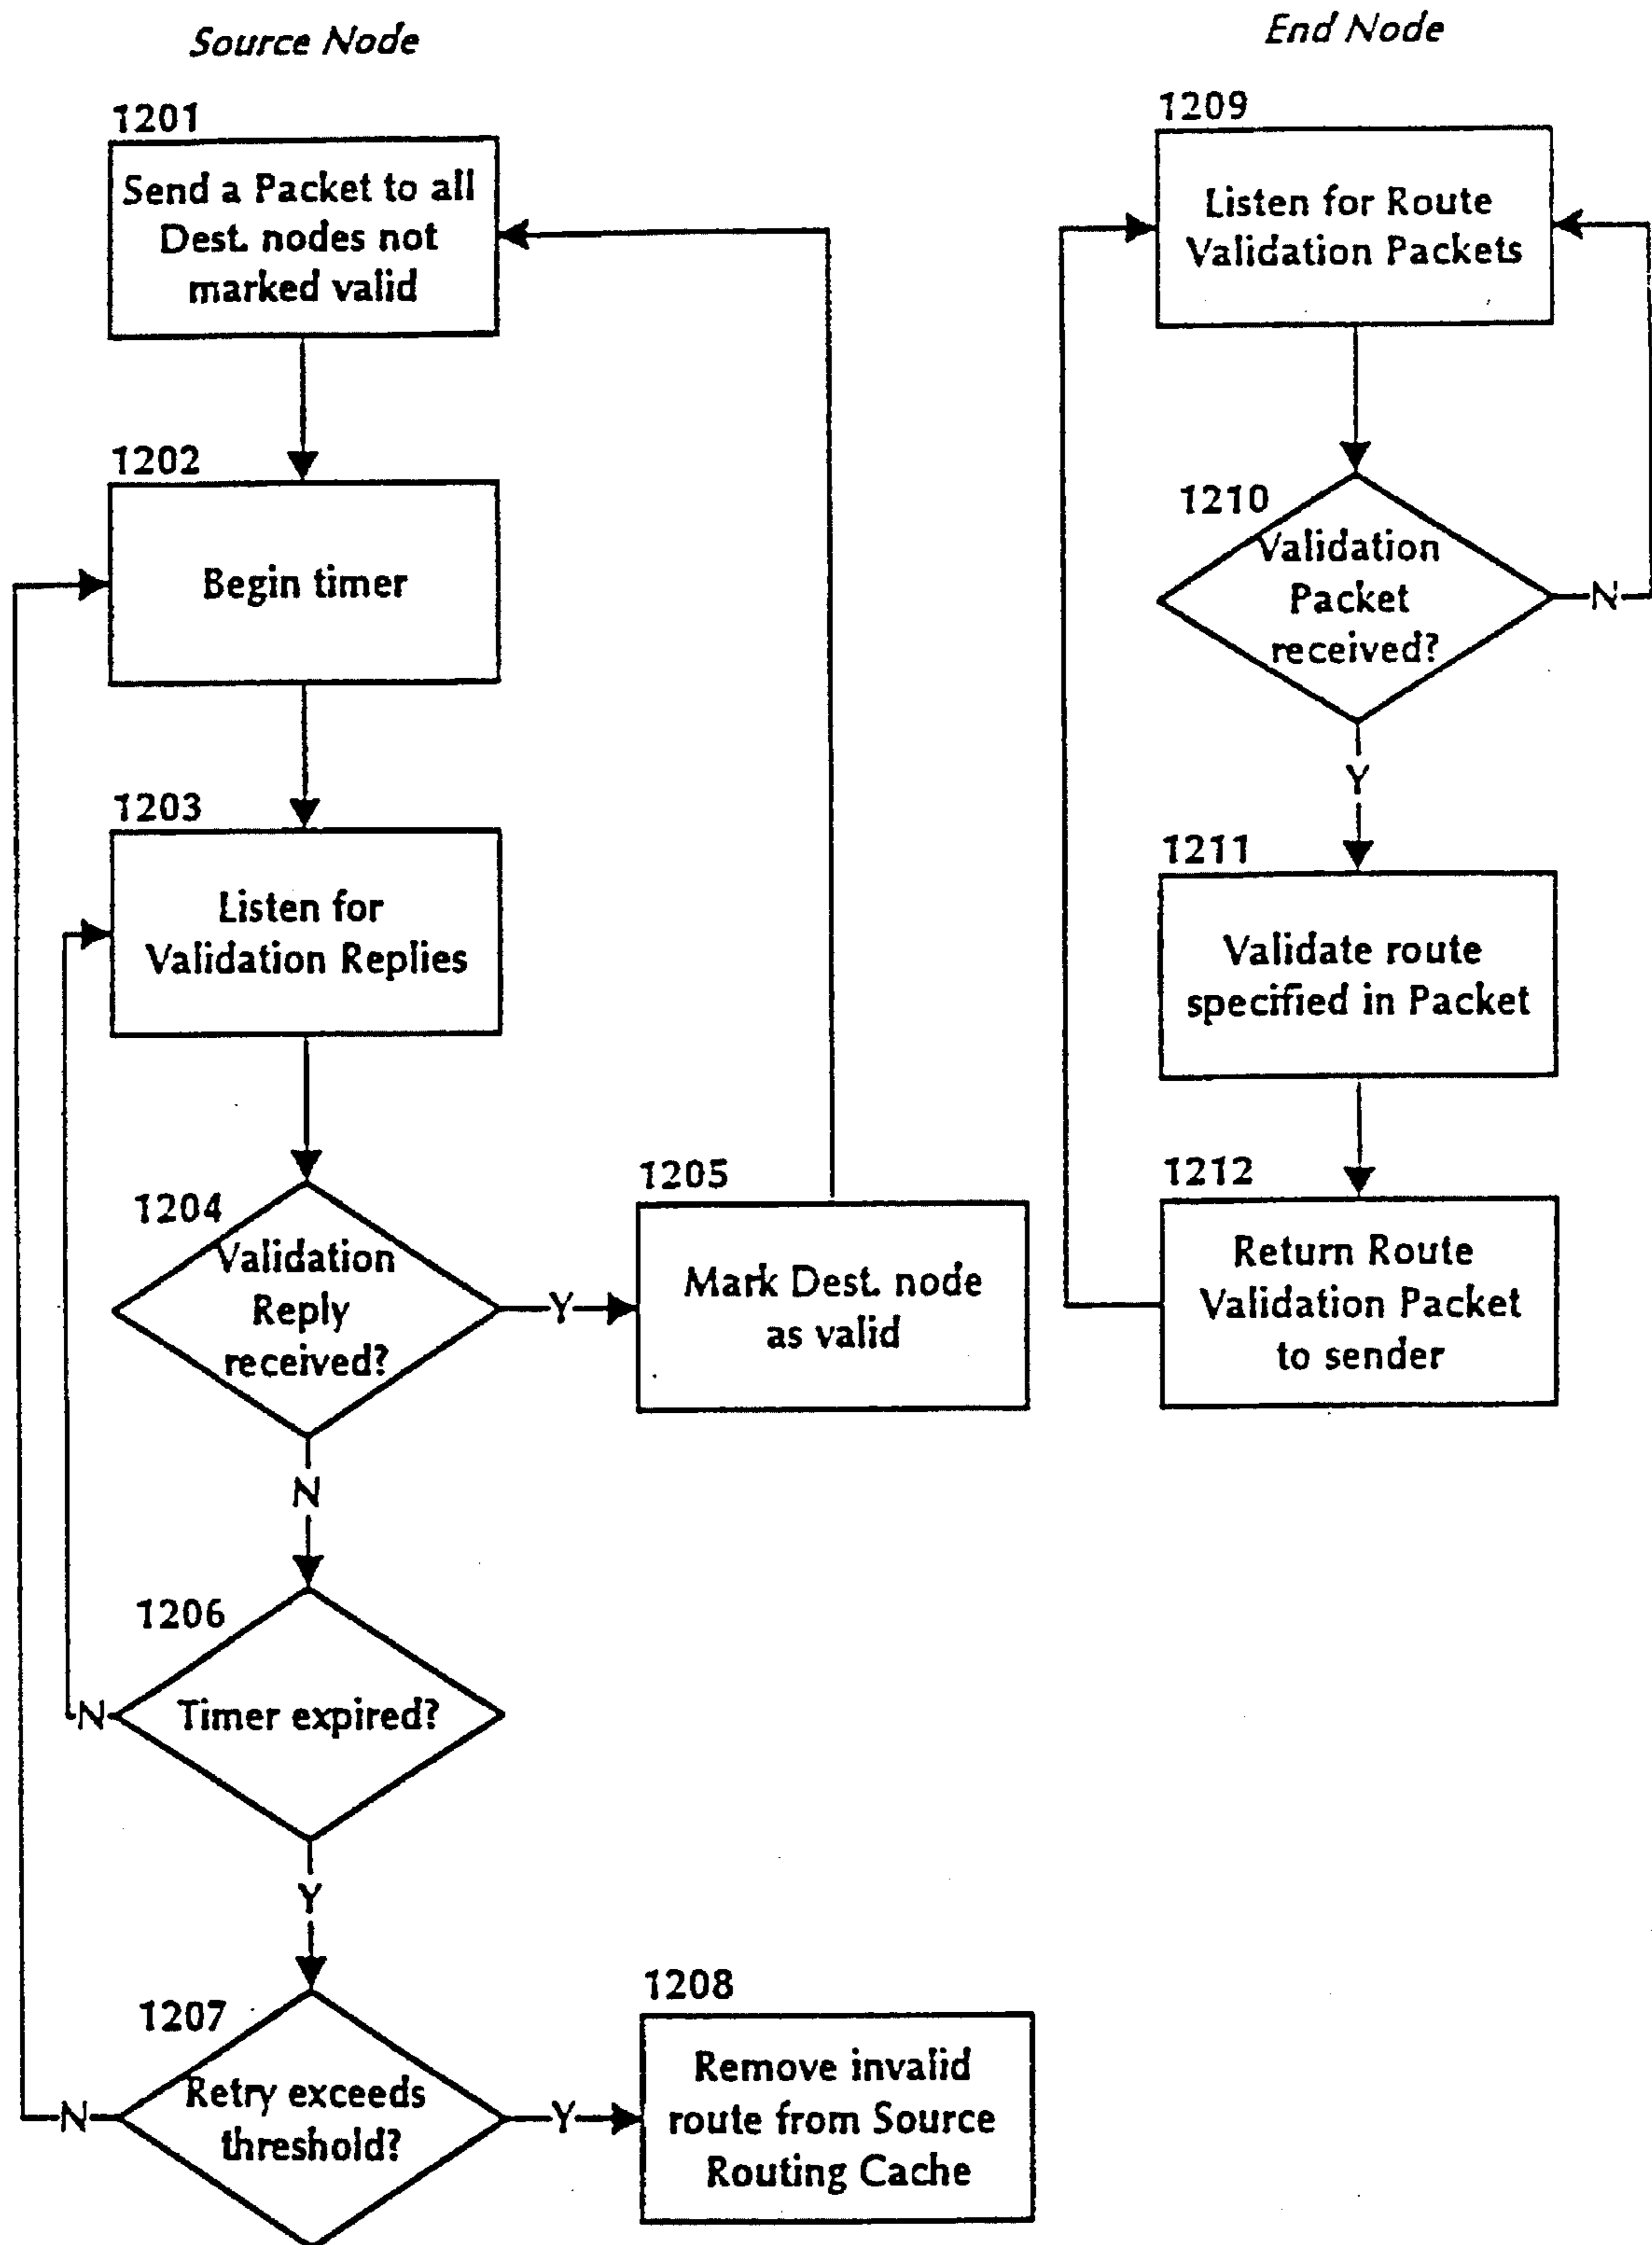 Source Node
1201
Send a Packet to all
Dest. nodes not
marked valid
1202
Begin timer
1203
Listen for
Validation Replies
1204
Validation
Reply
received?
Y
1205
Mark Dest. node
as valid
N
1206
Timer expired?
N
Y
1207
Retry exceeds
threshold?
N
Y
1208
Remove invalid
route from Source
Routing Cache
End Node
1209
Listen for Route
Validation Packets
1210
Validation
Packet
received?
N
Y
1211
Validate route
specified in Packet
1212
Return Route
Validation Packet
to sender